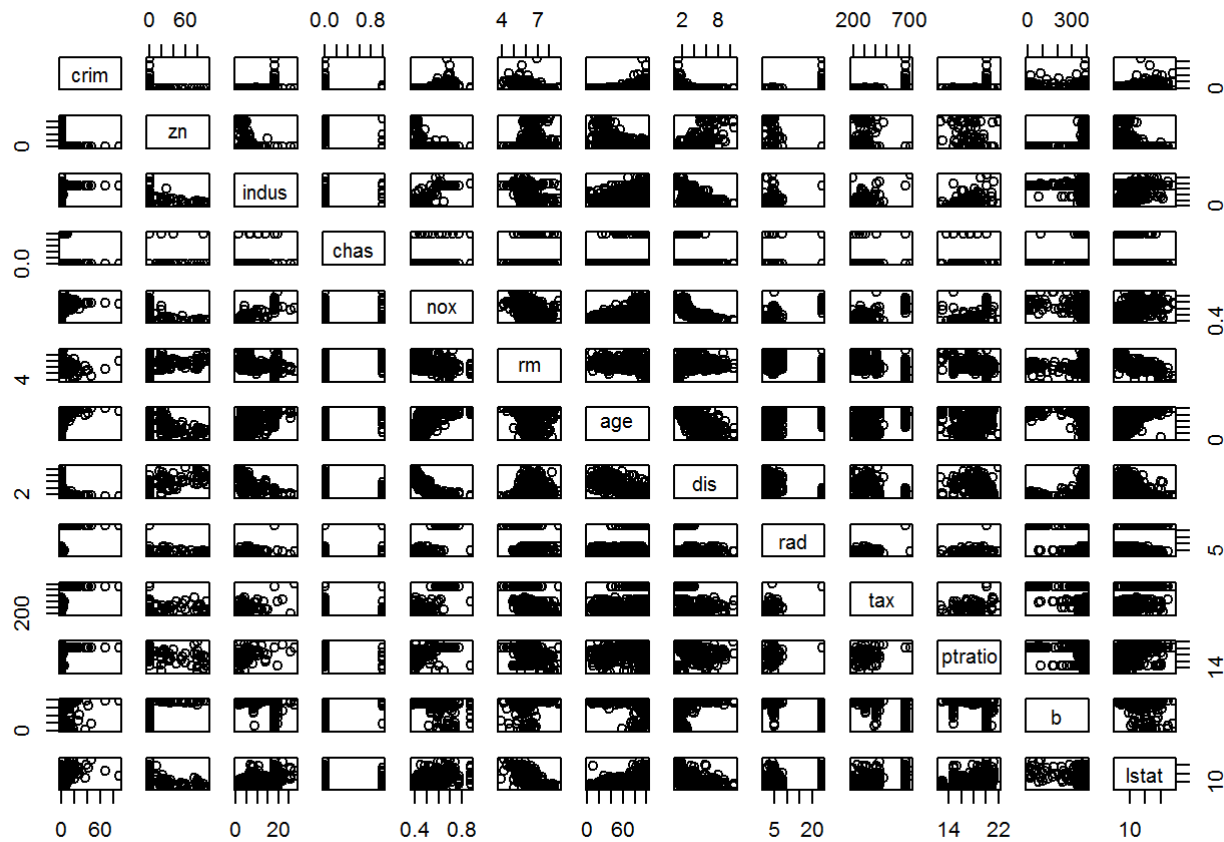 0 60 0.0 0.8 4 7 2 8 200 700 0 300
crim 0
0 zn
indus 0
0.0 chas
nox 0.4
4 rm
age 0
2 dis
rad 5
200 tax
ptratio 14
0 b
lstat 10
0 60 0 20 0.4 0.8 0 60 5 20 14 22 10